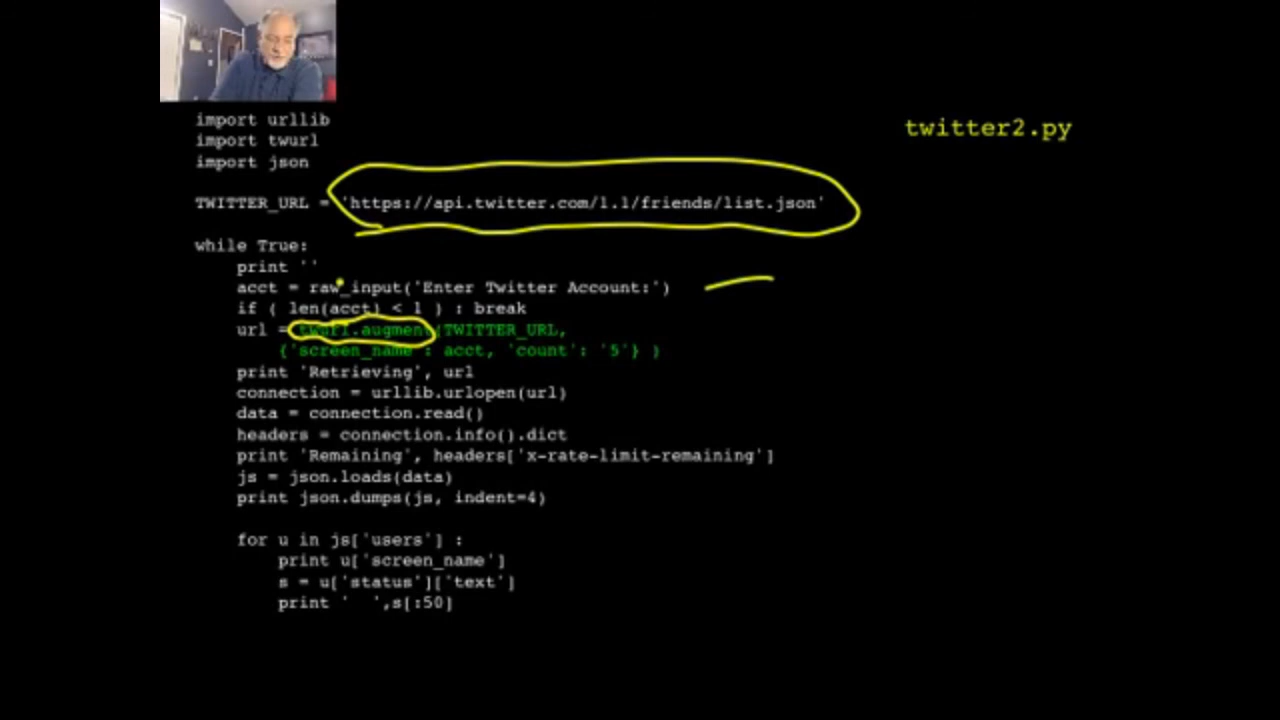 import urllib
import twurl
import json
twitter2.py
TWITTER_URL = 'https://api.twitter.com/1.1/friends/list.json'
while True:
    print ''
    acct = raw_input('Enter Twitter Account:')
    if ( len(acct) < 1 ) : break
    url = twurl.augment(TWITTER_URL,
        {'screen_name': acct, 'count': '5'} )
    print 'Retrieving', url
    connection = urllib.urlopen(url)
    data = connection.read()
    headers = connection.info().dict
    print 'Remaining', headers['x-rate-limit-remaining']
    js = json.loads(data)
    print json.dumps(js, indent=4)
    for u in js['users'] :
        print u['screen_name']
        s = u['status']['text']
        print '  ',s[:50]